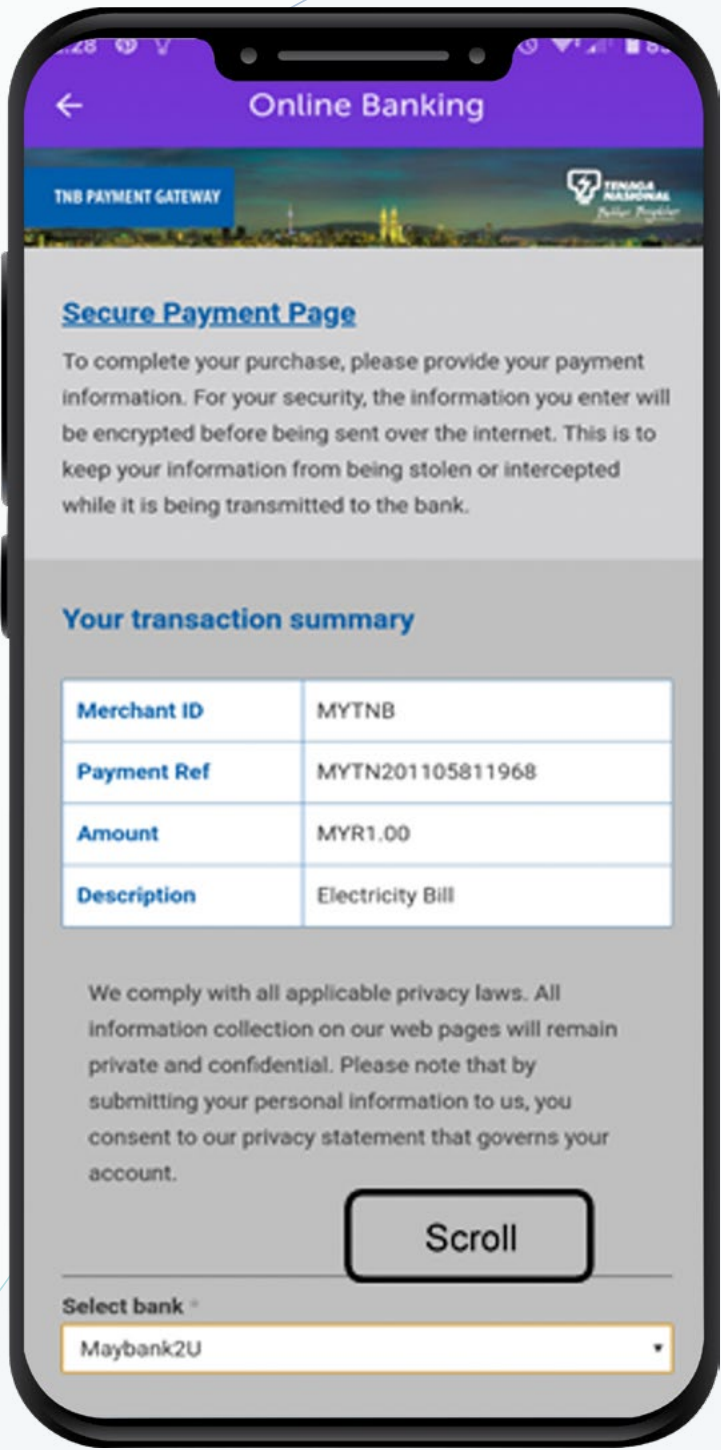 Online Banking
TNB PAYMENT GATEWAY
TENAGA
NASIONAL
Better. Brighter.
Secure Payment Page
To complete your purchase, please provide your payment
information. For your security, the information you enter will
be encrypted before being sent over the internet. This is to
keep your information from being stolen or intercepted
while it is being transmitted to the bank.
Your transaction summary
Merchant ID MYTNB
Payment Ref MYTN201105811968
Amount MYR1.00
Description Electricity Bill
We comply with all applicable privacy laws. All
information collection on our web pages will remain
private and confidential. Please note that by
submitting your personal information to us, you
consent to our privacy statement that governs your
account.
Scroll
Select bank *
Maybank2U